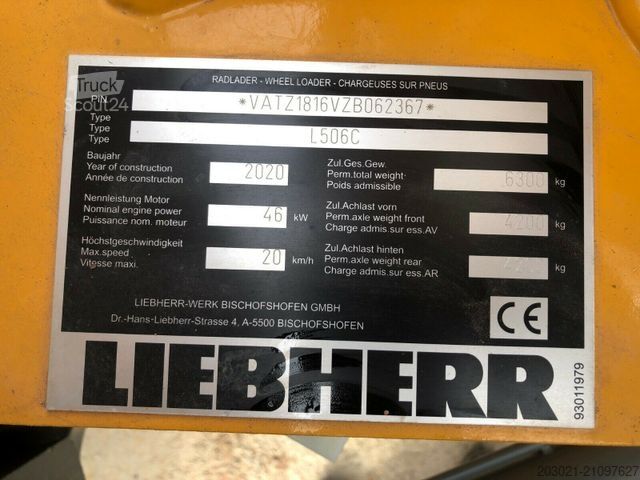 Truck
Scout24
RADLADER - WHEEL LOADER - CHARGEUSES SUR PNEUS
PIN
*VATZ1816VZB062367*
Type
Type
L506C
Type
Baujahr
Year of construction
Année de construction
2020
Zul.Ges.Gew.
Perm.total weight
Poids admissible
6300 kg
Nennleistung Motor
Nominal engine power
Puissance nom. moteur
46 kW
Zul.Achlast vorn
Perm.axle weight front
Charge admis.sur ess.AV
4200 kg
Höchstgeschwindigkeit
Max.speed
Vitesse maxi.
20 km/h
Zul.Achlast hinten
Perm.axle weight rear
Charge admis.sur ess.AR
kg
LIEBHERR-WERK BISCHOFSHOFEN GMBH
Dr.-Hans-Liebherr-Strasse 4, A-5500 BISCHOFSHOFEN
CE
LIEBHERR
93011979
203021-21097627